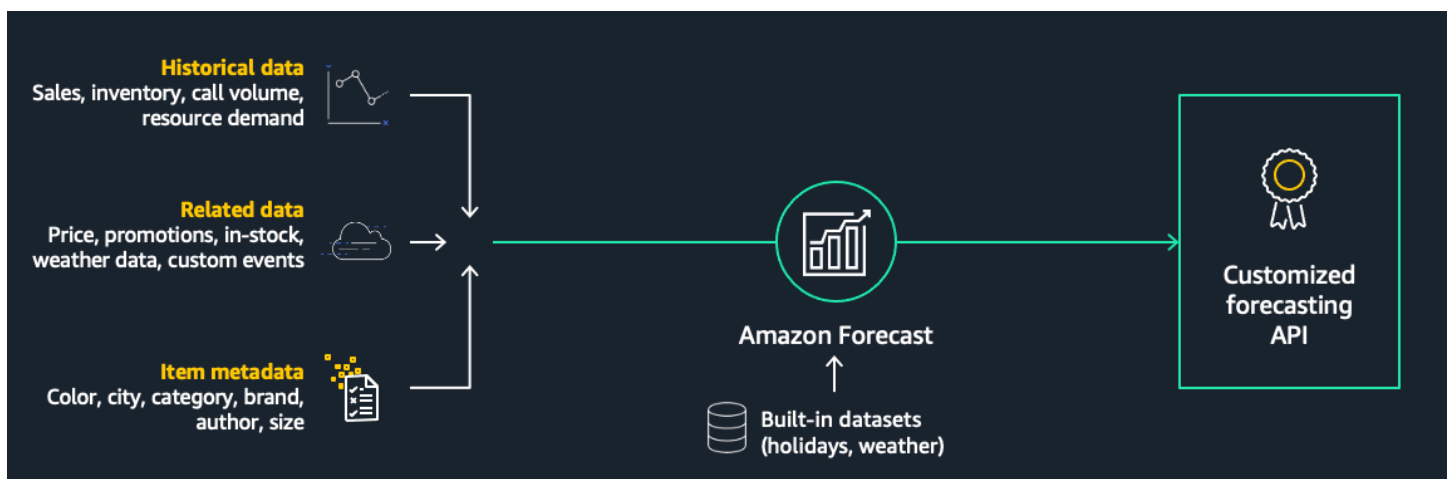 Historical data
Sales, inventory, call volume,
resource demand
Related data
Price, promotions, in-stock,
weather data, custom events
Item metadata
Color, city, category, brand,
author, size
Amazon Forecast
Built-in datasets
(holidays, weather)
Customized
forecasting
API